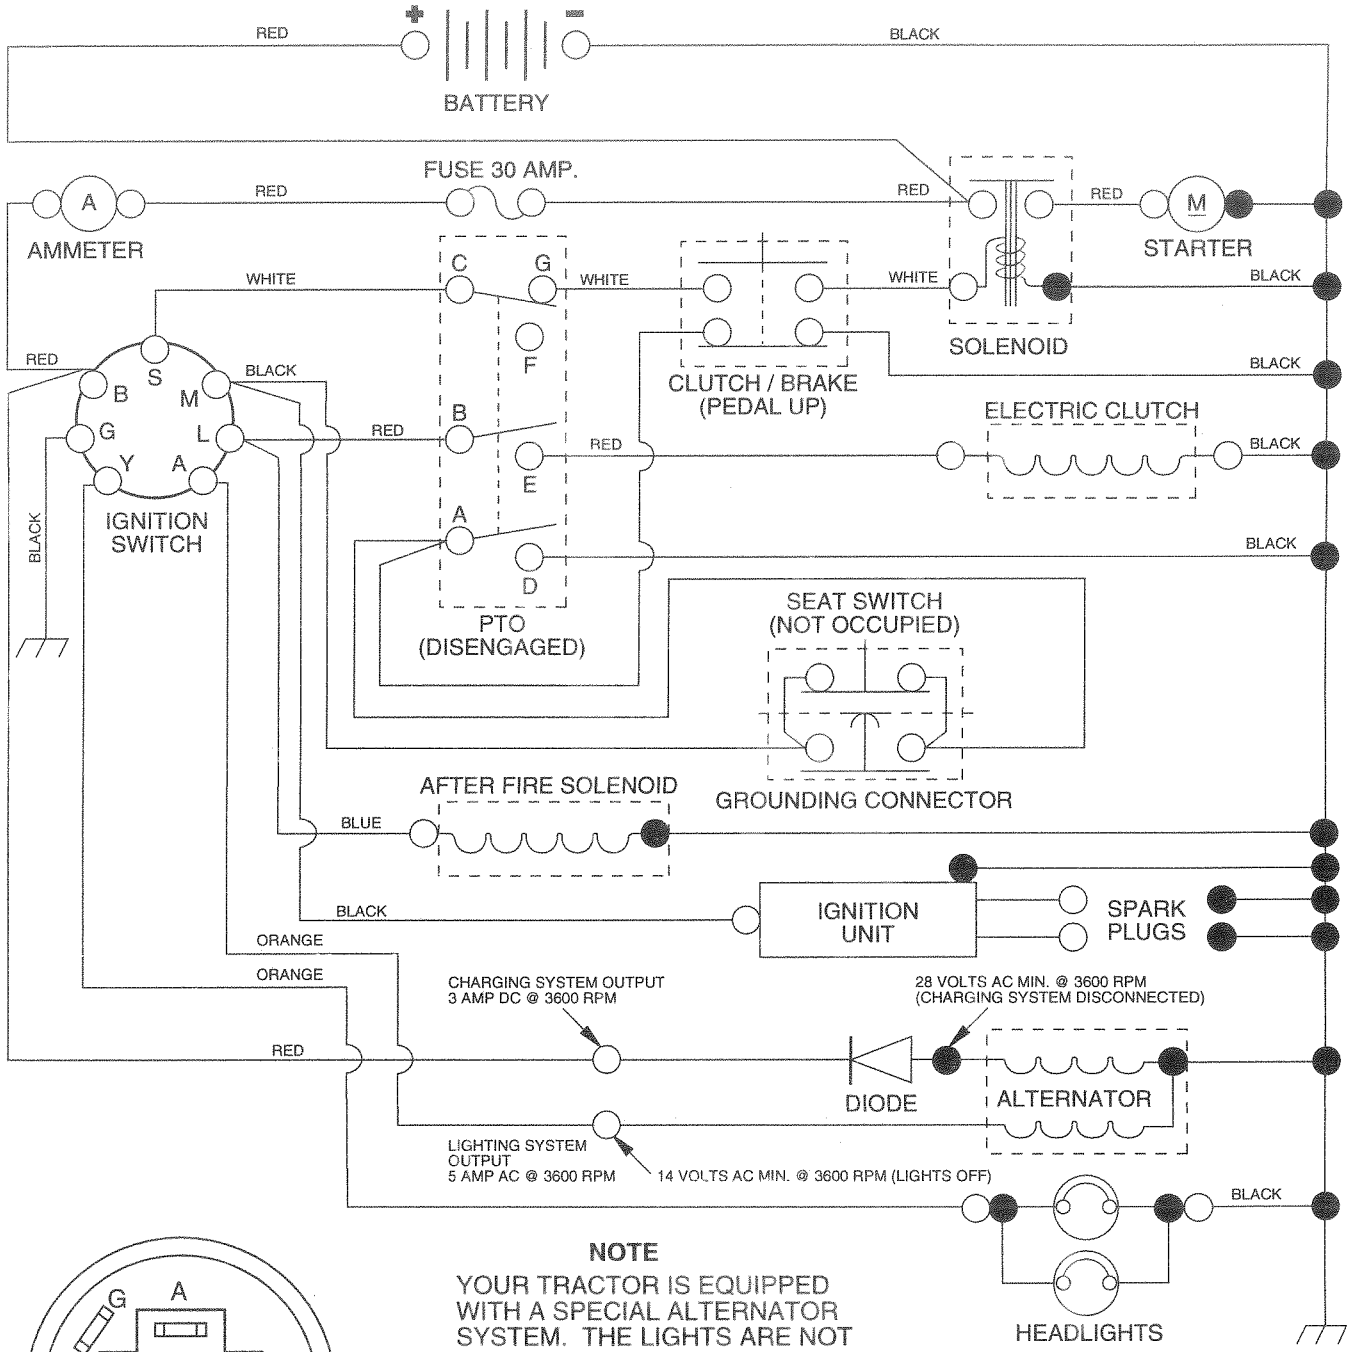 + −
RED
BLACK
BATTERY
FUSE 30 AMP.
A
RED
RED
RED
M
AMMETER
STARTER
C G
WHITE
WHITE
WHITE
BLACK
F
SOLENOID
RED
S
B
M
BLACK
CLUTCH / BRAKE
(PEDAL UP)
BLACK
ELECTRIC CLUTCH
G
L
RED
B
RED
BLACK
Y A
E
IGNITION
SWITCH
BLACK
A
BLACK
D
PTO
(DISENGAGED)
SEAT SWITCH
(NOT OCCUPIED)
AFTER FIRE SOLENOID
GROUNDING CONNECTOR
BLUE
BLACK
IGNITION
UNIT
SPARK
PLUGS
ORANGE
ORANGE
CHARGING SYSTEM OUTPUT
3 AMP DC @ 3600 RPM
28 VOLTS AC MIN. @ 3600 RPM
(CHARGING SYSTEM DISCONNECTED)
RED
DIODE
ALTERNATOR
LIGHTING SYSTEM
OUTPUT
5 AMP AC @ 3600 RPM
14 VOLTS AC MIN. @ 3600 RPM (LIGHTS OFF)
BLACK
HEADLIGHTS
NOTE
YOUR TRACTOR IS EQUIPPED
WITH A SPECIAL ALTERNATOR
SYSTEM. THE LIGHTS ARE NOT
G A